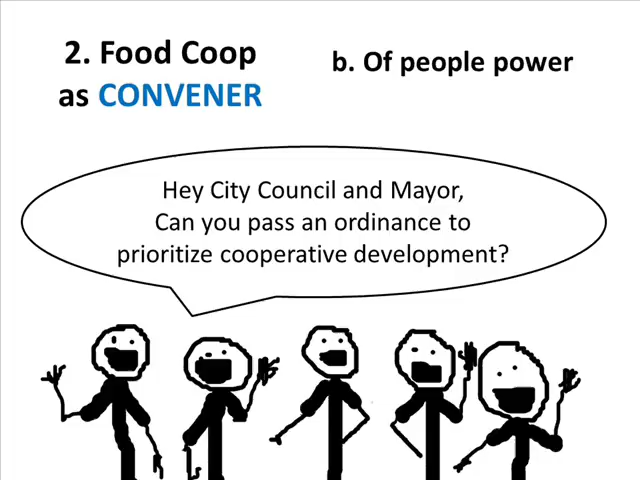 2. Food Coop
as CONVENER
b. Of people power
Hey City Council and Mayor,
Can you pass an ordinance to
prioritize cooperative development?